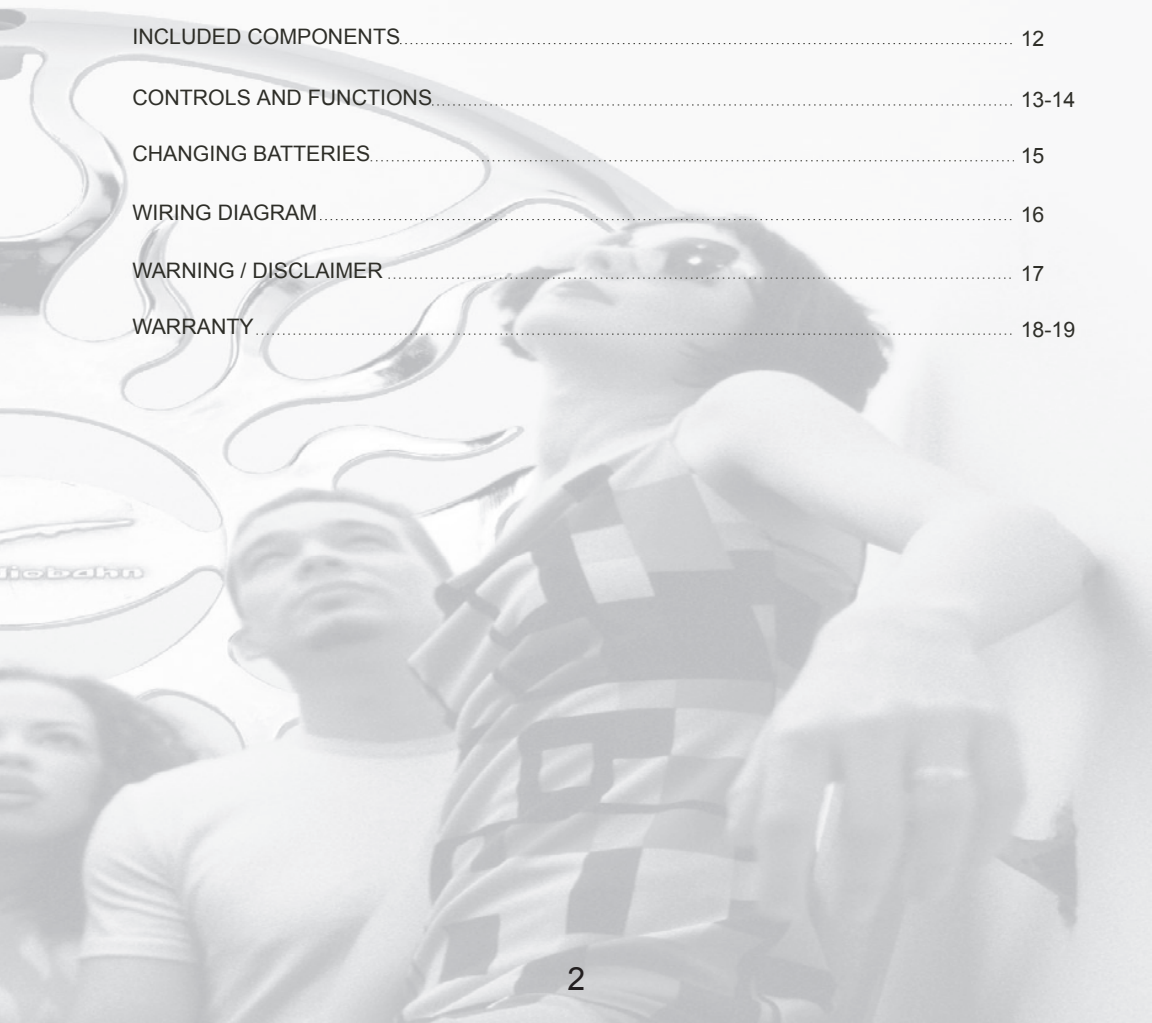 INCLUDED COMPONENTS 12
CONTROLS AND FUNCTIONS 13-14
CHANGING BATTERIES 15
WIRING DIAGRAM 16
WARNING / DISCLAIMER 17
WARRANTY 18-19
diobahn
2